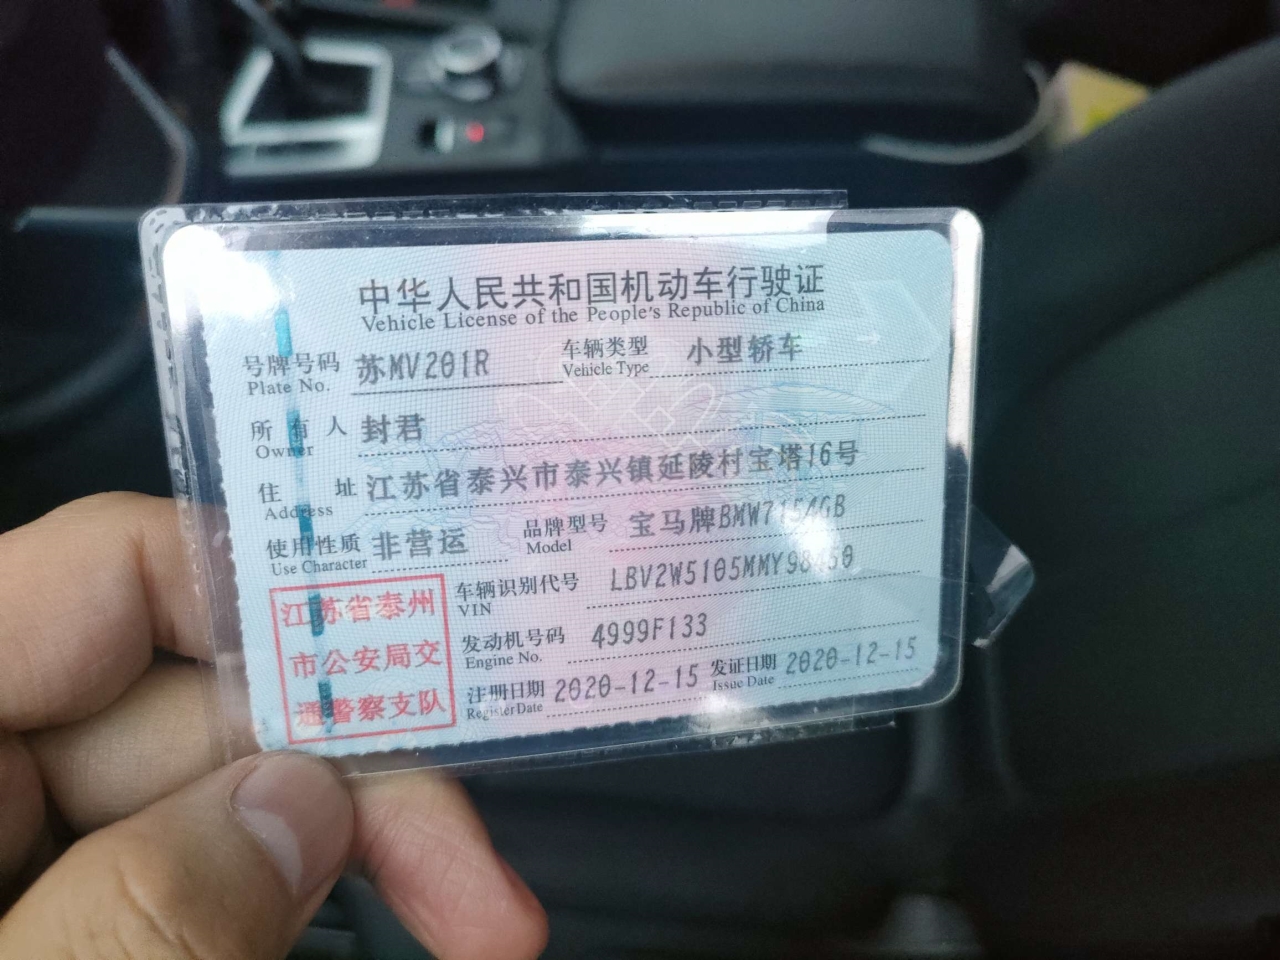 中华人民共和国机动车行驶证
Vehicle License of the People's Republic of China
号牌号码 苏MV201R 车辆类型 小型轿车
Plate No. Vehicle Type
所有人 封君
Owner
住址 江苏省泰兴市泰兴镇延陵村宝塔16号
Address
使用性质 非营运 品牌型号 宝马牌
Use Character Model
车辆识别代号
VIN
发动机号码 4999F133
Engine No.
注册日期 2020-12-15 发证日期 2020-12-15
Register Date Issue Date
江苏省泰州
市公安局交
通警察支队